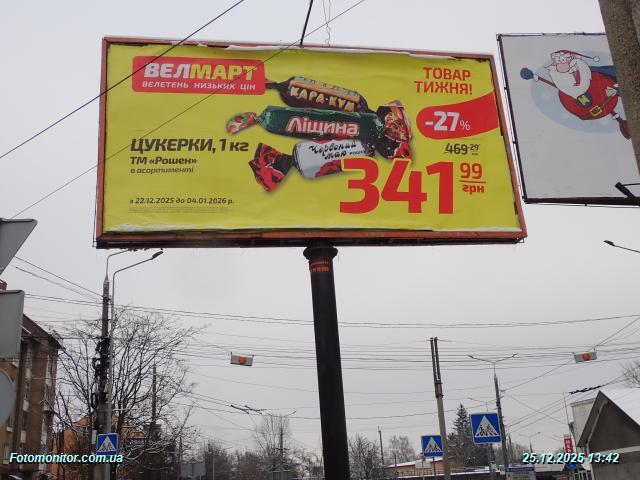 ВЕЛМАРТ
ВЕЛЕТЕНЬ НИЗЬКИХ ЦІН
ТОВАР
ТИЖНЯ!
-27%
КАРА-КУМ
Ліщина
Червоний
мак
ЦУКЕРКИ, 1 кг
ТМ «Рошен»
в асортименті
469·29
341 99
грн
з 22.12.2025 до 04.01.2026 р.
Fotomonitor.com.ua
25.12.2025 13:42